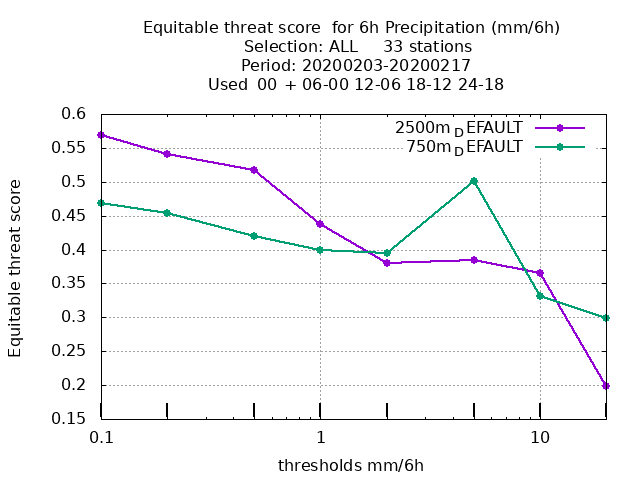 Equitable threat score  for 6h Precipitation (mm/6h)
Selection: ALL     33 stations
Period: 20200203-20200217
Used  00 + 06-00 12-06 18-12 24-18
0.6
0.55
0.5
0.45
0.4
0.35
0.3
0.25
0.2
0.15
Equitable threat score
2500m_DEFAULT
750m_DEFAULT
0.1
1
10
thresholds mm/6h